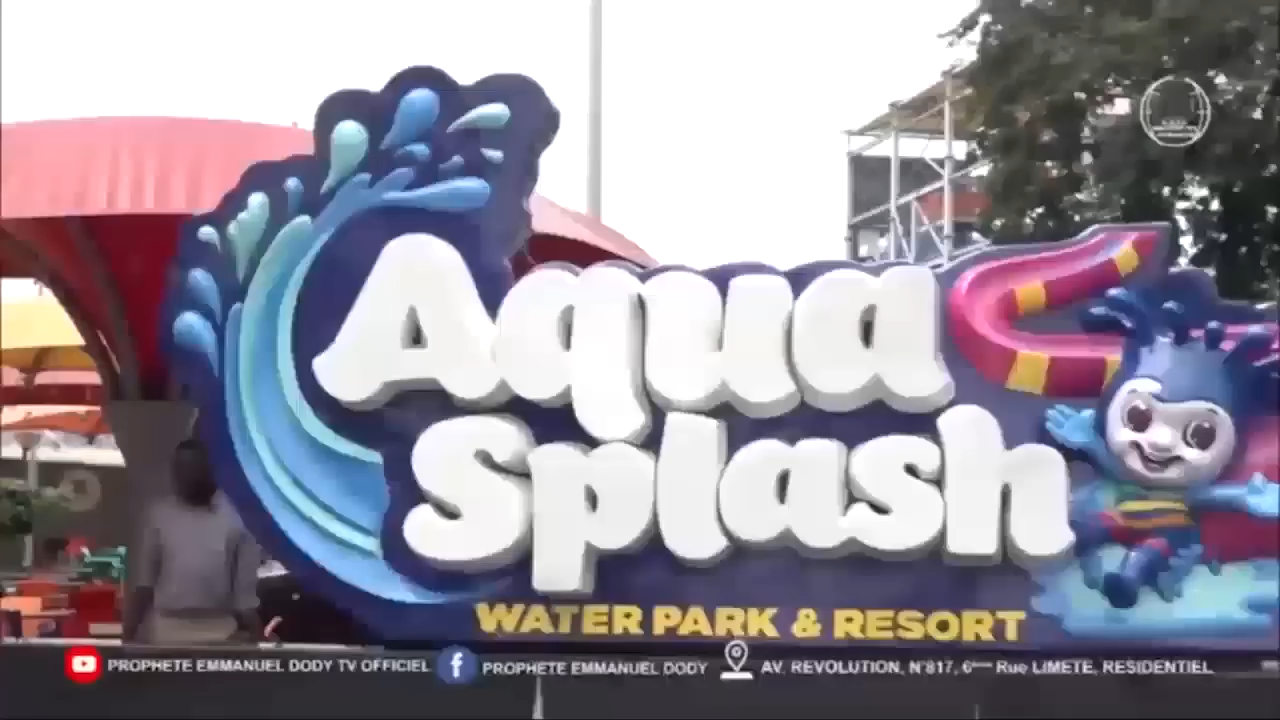 Aqua
Splash
WATER PARK & RESORT
PROPHETE EMMANUEL DODY TV OFFICIEL PROPHETE EMMANUEL DODY AV. REVOLUTION, N°817, 6ème Rue LIMETE, RESIDENTIEL